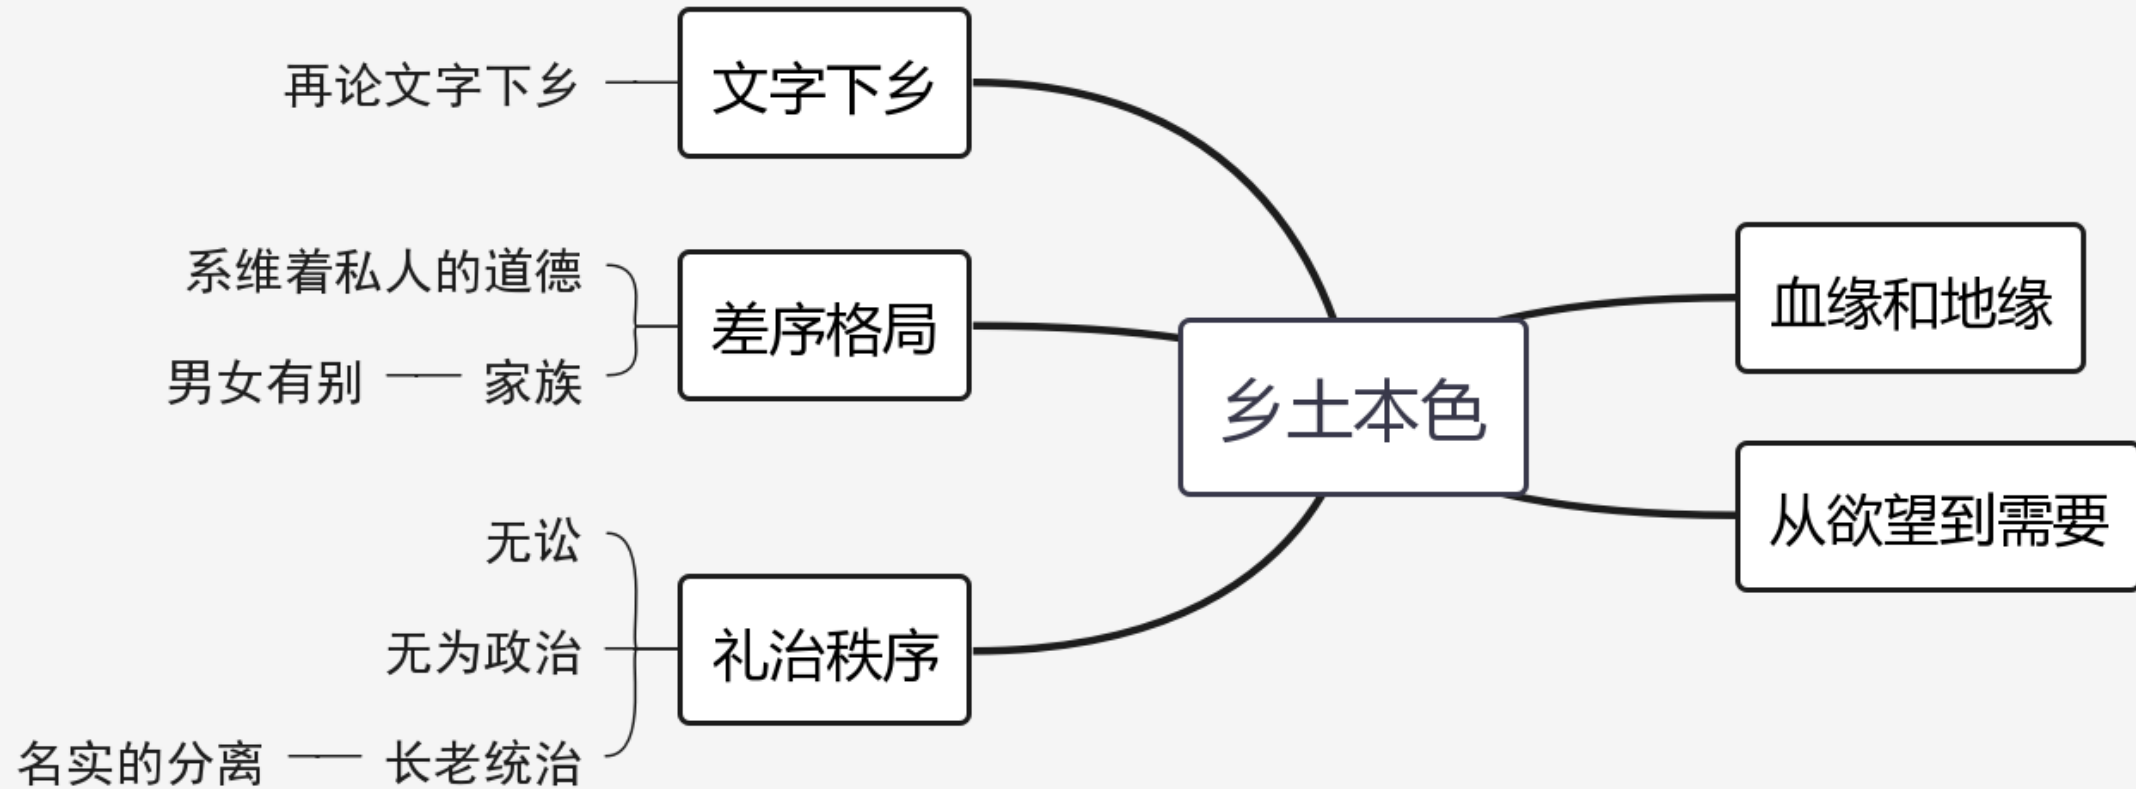 文字下乡
再论文字下乡
差序格局
系维着私人的道德
家族
男女有别
礼治秩序
无讼
无为政治
长老统治
名实的分离
乡土本色
血缘和地缘
从欲望到需要